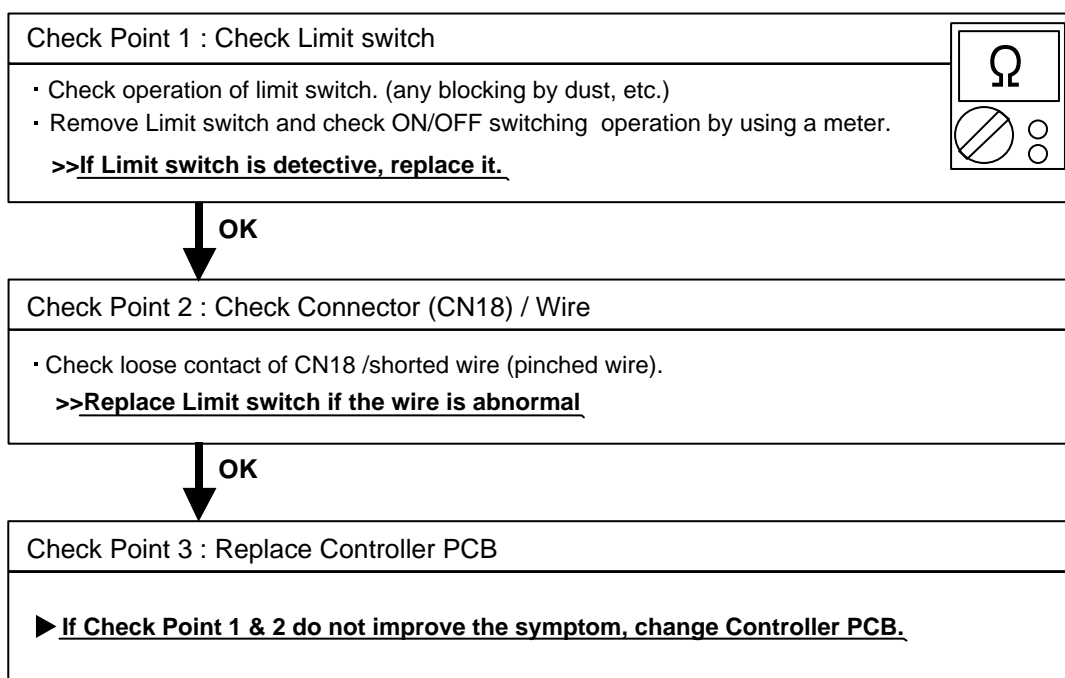 Check Point 1 : Check Limit switch
Ω
· Check operation of limit switch. (any blocking by dust, etc.)
· Remove Limit switch and check ON/OFF switching operation by using a meter.
>>If Limit switch is detective, replace it.
OK
Check Point 2 : Check Connector (CN18) / Wire
· Check loose contact of CN18 /shorted wire (pinched wire).
>>Replace Limit switch if the wire is abnormal
OK
Check Point 3 : Replace Controller PCB
▶ If Check Point 1 & 2 do not improve the symptom, change Controller PCB.